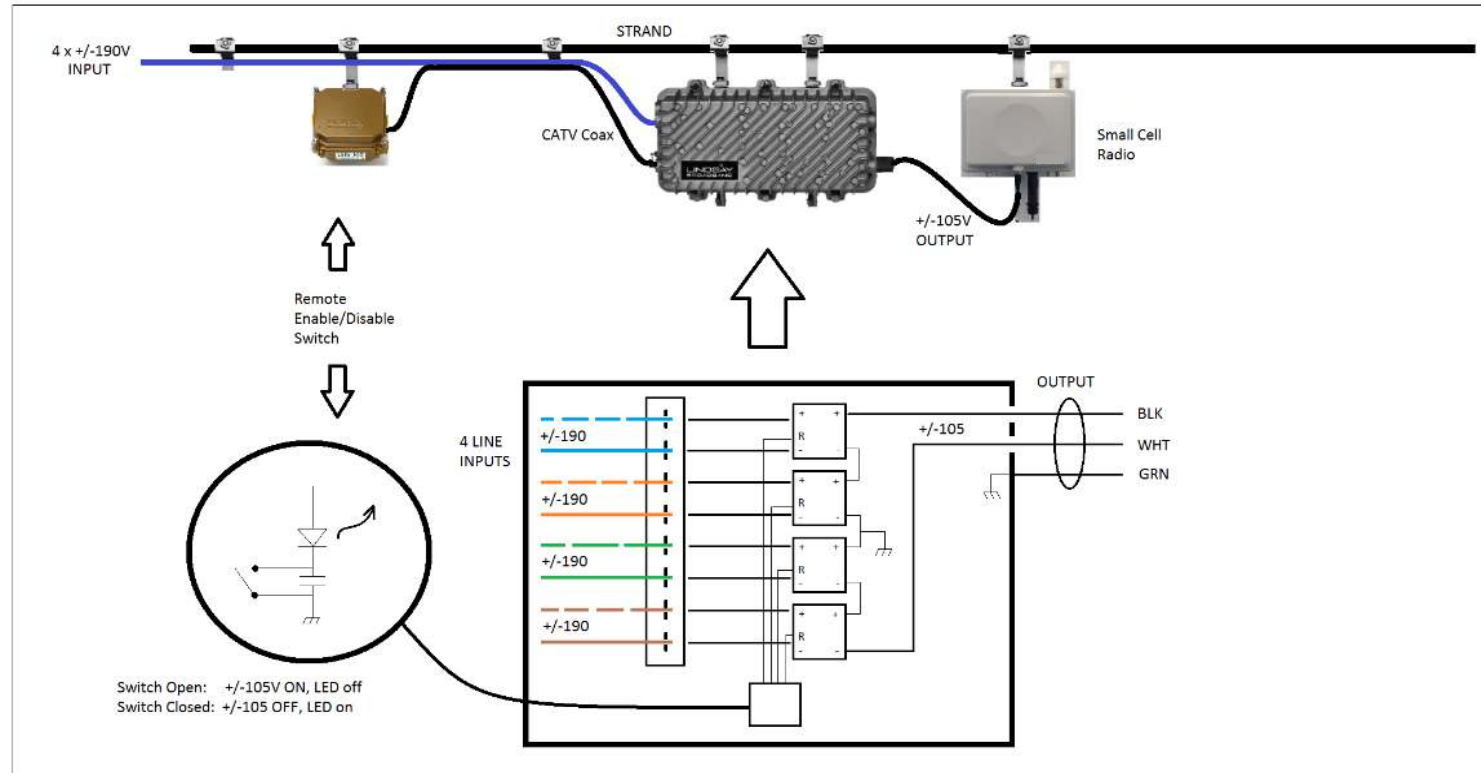 STRAND
4 x +/-190V
INPUT
CATV Coax
LINDSAY
BROADBAND
Small Cell
Radio
+/-105V
OUTPUT
Remote
Enable/Disable
Switch
4 LINE
INPUTS
+/-190
+/-190
+/-190
+/-190
+ +
R
- -
+ +
R
- -
+ +
R
- -
+ +
R
- -
+/-105
OUTPUT
BLK
WHT
GRN
Switch Open: +/-105V ON, LED off
Switch Closed: +/-105 OFF, LED on